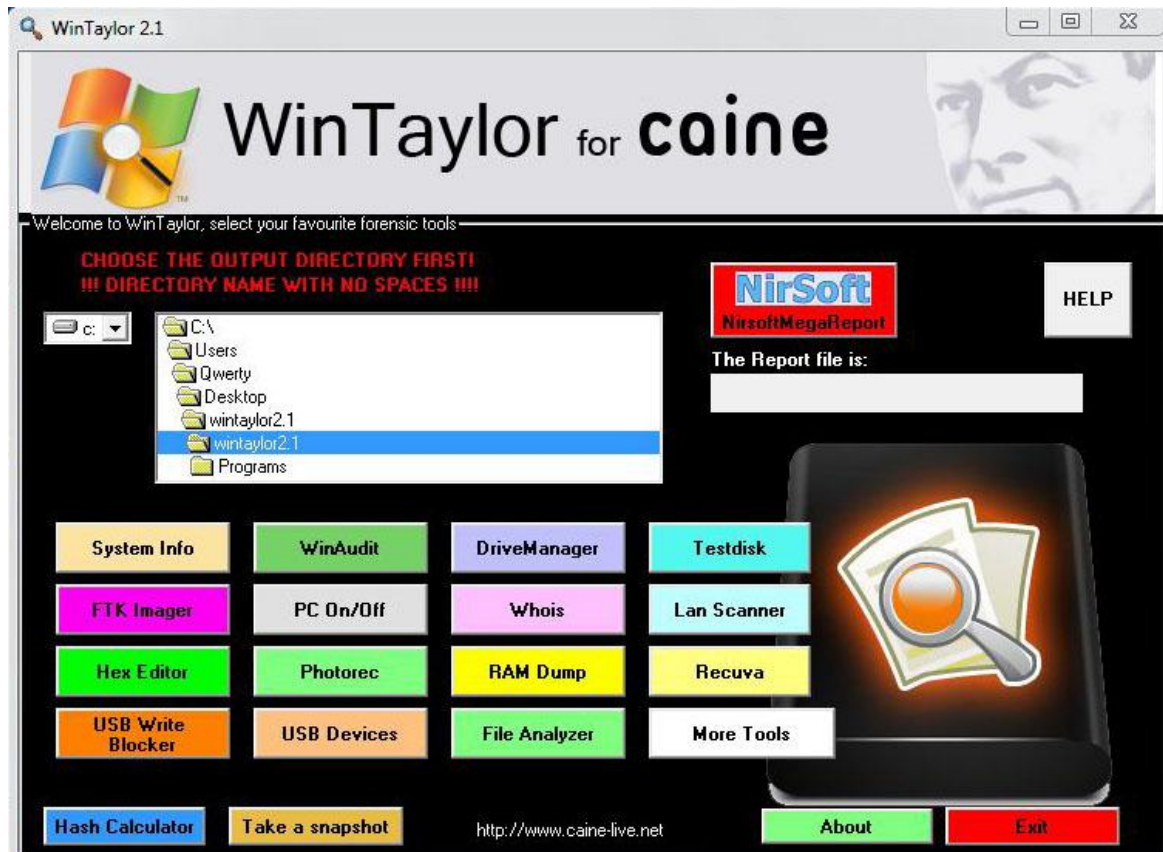 WinTaylor 2.1
WinTaylor for caine
TM
Welcome to WinTaylor, select your favourite forensic tools
CHOOSE THE OUTPUT DIRECTORY FIRST!
!!! DIRECTORY NAME WITH NO SPACES !!!!
c:
C:\
Users
Qwerty
Desktop
wintaylor2.1
wintaylor2.1
Programs
NirSoft
NirsoftMegaReport
HELP
The Report file is:
System Info
WinAudit
DriveManager
Testdisk
FTK Imager
PC On/Off
Whois
Lan Scanner
Hex Editor
Photorec
RAM Dump
Recuva
USB Write
Blocker
USB Devices
File Analyzer
More Tools
Hash Calculator
Take a snapshot
http://www.caine-live.net
About
Exit